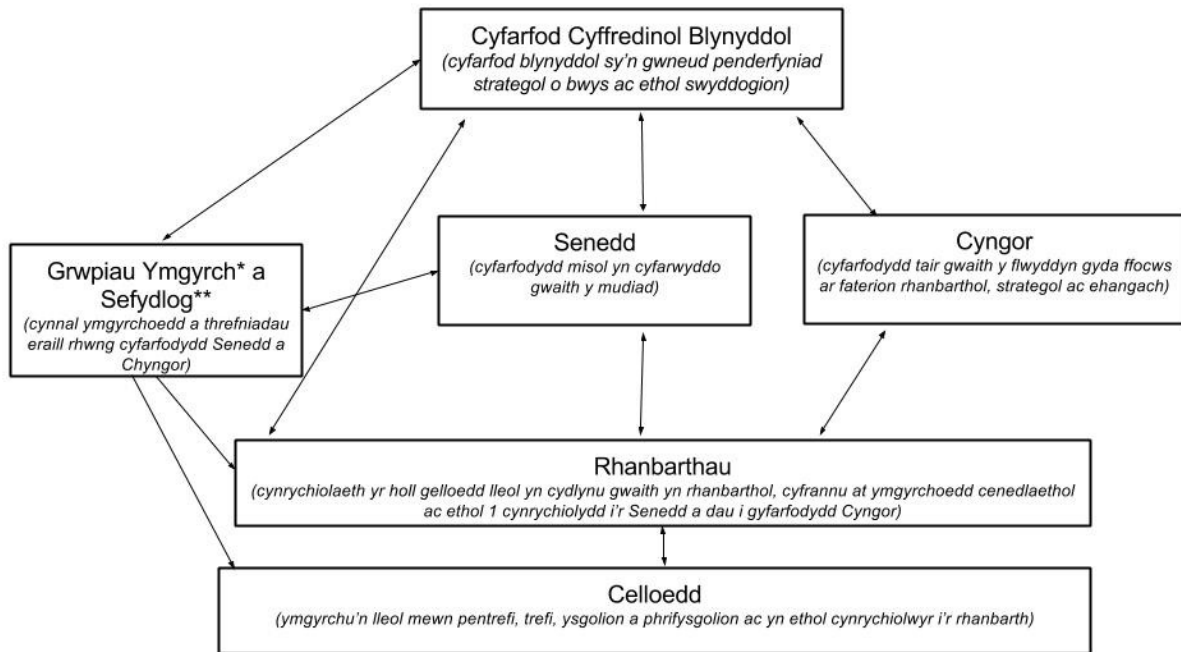 Cyfarfod Cyffredinol Blynyddol
(cyfarfod blynyddol sy'n gwneud penderfyniad
strategol o bwys ac ethol swyddogion)
Grwpiau Ymgyrch* a
Sefydlog**
(cynnal ymgyrchoedd a threfniadau
eraill rhwng cyfarfodydd Senedd a
Chyngor)
Senedd
(cyfarfodydd misol yn cyfarwyddo
gwaith y mudiad)
Cyngor
(cyfarfodydd tair gwaith y flwyddyn gyda ffocws
ar faterion rhanbarthol, strategol ac ehangach)
Rhanbarthau
(cynrychiolaeth yr holl gelloedd lleol yn cydlynu gwaith yn rhanbarthol, cyfrannu at ymgyrchoedd cenedlaethol
ac ethol 1 cynrychiolydd i'r Senedd a dau i gyfarfodydd Cyngor)
Celloedd
(ymgyrchu'n lleol mewn pentrefi, trefi, ysgolion a phrifysgolion ac yn ethol cynrychiolwyr i'r rhanbarth)